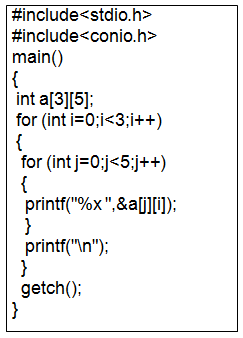 #include<stdio.h>
#include<conio.h>
main()
{
 int a[3][5];
 for (int i=0;i<3;i++)
 {
  for (int j=0;j<5;j++)
  {
   printf("%x ",&a[j][i]);
   }
   printf("\n");
  }
  getch();
}